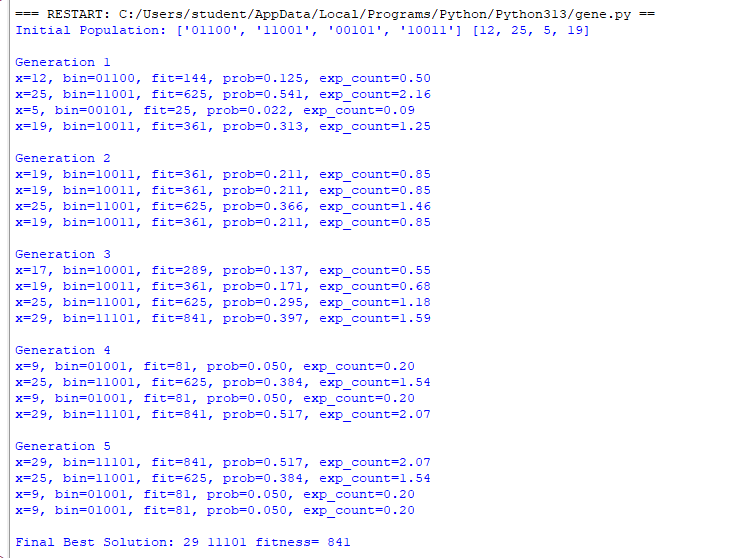 === RESTART: C:/Users/student/AppData/Local/Programs/Python/Python313/gene.py ==
Initial Population: ['01100', '11001', '00101', '10011'] [12, 25, 5, 19]
Generation 1
x=12, bin=01100, fit=144, prob=0.125, exp_count=0.50
x=25, bin=11001, fit=625, prob=0.541, exp_count=2.16
x=5, bin=00101, fit=25, prob=0.022, exp_count=0.09
x=19, bin=10011, fit=361, prob=0.313, exp_count=1.25
Generation 2
x=19, bin=10011, fit=361, prob=0.211, exp_count=0.85
x=19, bin=10011, fit=361, prob=0.211, exp_count=0.85
x=25, bin=11001, fit=625, prob=0.366, exp_count=1.46
x=19, bin=10011, fit=361, prob=0.211, exp_count=0.85
Generation 3
x=17, bin=10001, fit=289, prob=0.137, exp_count=0.55
x=19, bin=10011, fit=361, prob=0.171, exp_count=0.68
x=25, bin=11001, fit=625, prob=0.295, exp_count=1.18
x=29, bin=11101, fit=841, prob=0.397, exp_count=1.59
Generation 4
x=9, bin=01001, fit=81, prob=0.050, exp_count=0.20
x=25, bin=11001, fit=625, prob=0.384, exp_count=1.54
x=9, bin=01001, fit=81, prob=0.050, exp_count=0.20
x=29, bin=11101, fit=841, prob=0.517, exp_count=2.07
Generation 5
x=29, bin=11101, fit=841, prob=0.517, exp_count=2.07
x=25, bin=11001, fit=625, prob=0.384, exp_count=1.54
x=9, bin=01001, fit=81, prob=0.050, exp_count=0.20
x=9, bin=01001, fit=81, prob=0.050, exp_count=0.20
Final Best Solution: 29 11101 fitness= 841